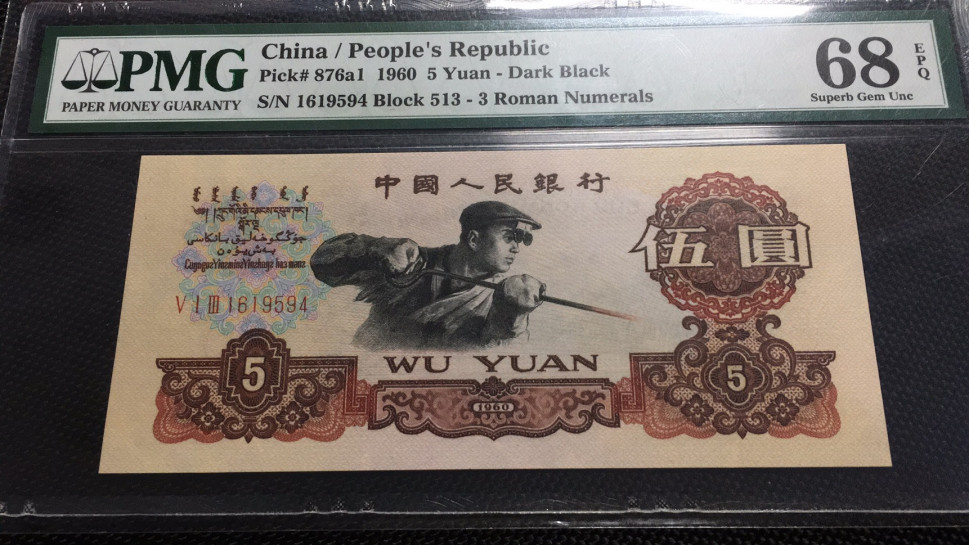 PMG
PAPER MONEY GUARANTY
China / People's Republic
Pick# 876a1 1960 5 Yuan - Dark Black
S/N 1619594 Block 513 - 3 Roman Numerals
68
EPQ
Superb Gem Unc
中國人民銀行
伍圓
V I III 1619594
WU YUAN
5
1960
5